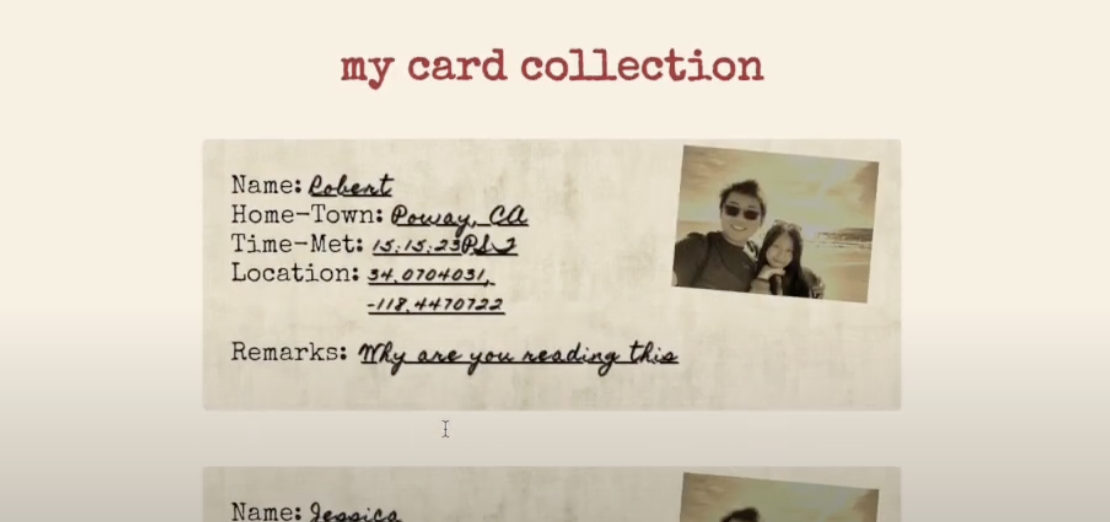 my card collection
Name: Robert
Home-Town: Poway, CA
Time-Met: 15:15:23PST
Location: 34.0704031,
-118.4470722
Remarks: Why are you reading this
Name: Jessica